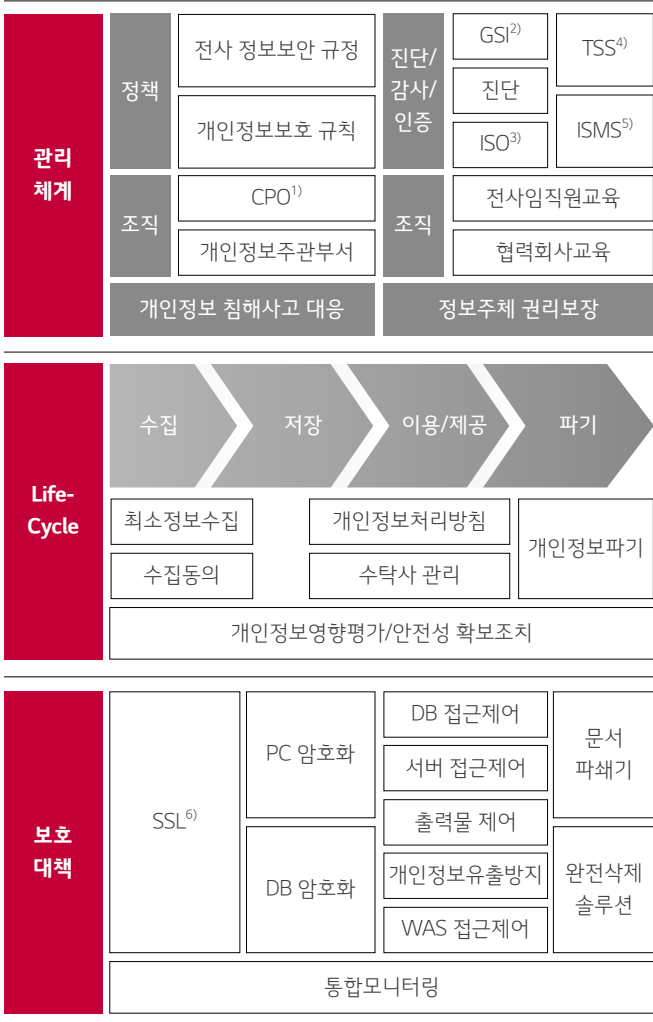 관리
체계
정책
전사 정보보안 규정
개인정보보호 규칙
진단/
감사/
인증
GSI2)
진단
ISO3)
TSS4)
ISMS5)
조직
CPO1)
개인정보주관부서
조직
전사임직원교육
협력회사교육
개인정보 침해사고 대응
정보주체 권리보장
Life-
Cycle
수집
저장
이용/제공
파기
최소정보수집
수집동의
개인정보처리방침
수탁사 관리
개인정보파기
개인정보영향평가/안전성 확보조치
보호
대책
SSL6)
PC 암호화
DB 암호화
DB 접근제어
서버 접근제어
출력물 제어
개인정보유출방지
WAS 접근제어
문서
파쇄기
완전삭제
솔루션
통합모니터링